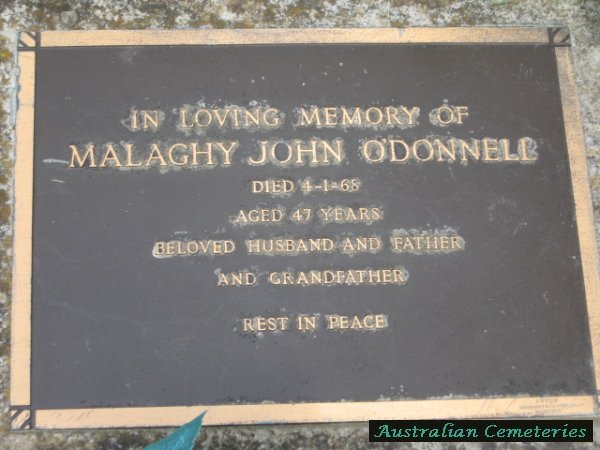 IN LOVING MEMORY OF
MALAGHY JOHN O'DONNELL
DIED 4-1-68
AGED 47 YEARS
BELOVED HUSBAND AND FATHER
AND GRANDFATHER
REST IN PEACE
Australian Cemeteries